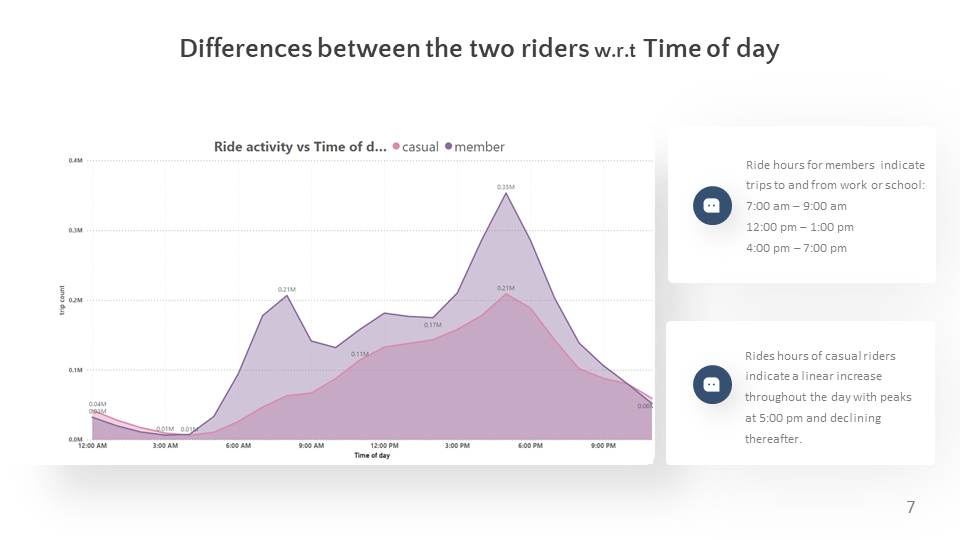 Differences between the two riders w.r.t Time of day
Ride activity vs Time of d... casual member
0.4M
0.35M
0.3M
0.21M
0.21M
0.2M
0.17M
0.11M
0.1M
0.04M
0.01M
0.01M
0.0M
trip count
12:00 AM 3:00 AM 6:00 AM 9:00 AM 12:00 PM 3:00 PM 6:00 PM 9:00 PM
Time of day
Ride hours for members indicate
trips to and from work or school:
7:00 am – 9:00 am
12:00 pm – 1:00 pm
4:00 pm – 7:00 pm
Rides hours of casual riders
indicate a linear increase
throughout the day with peaks
at 5:00 pm and declining
thereafter.
7